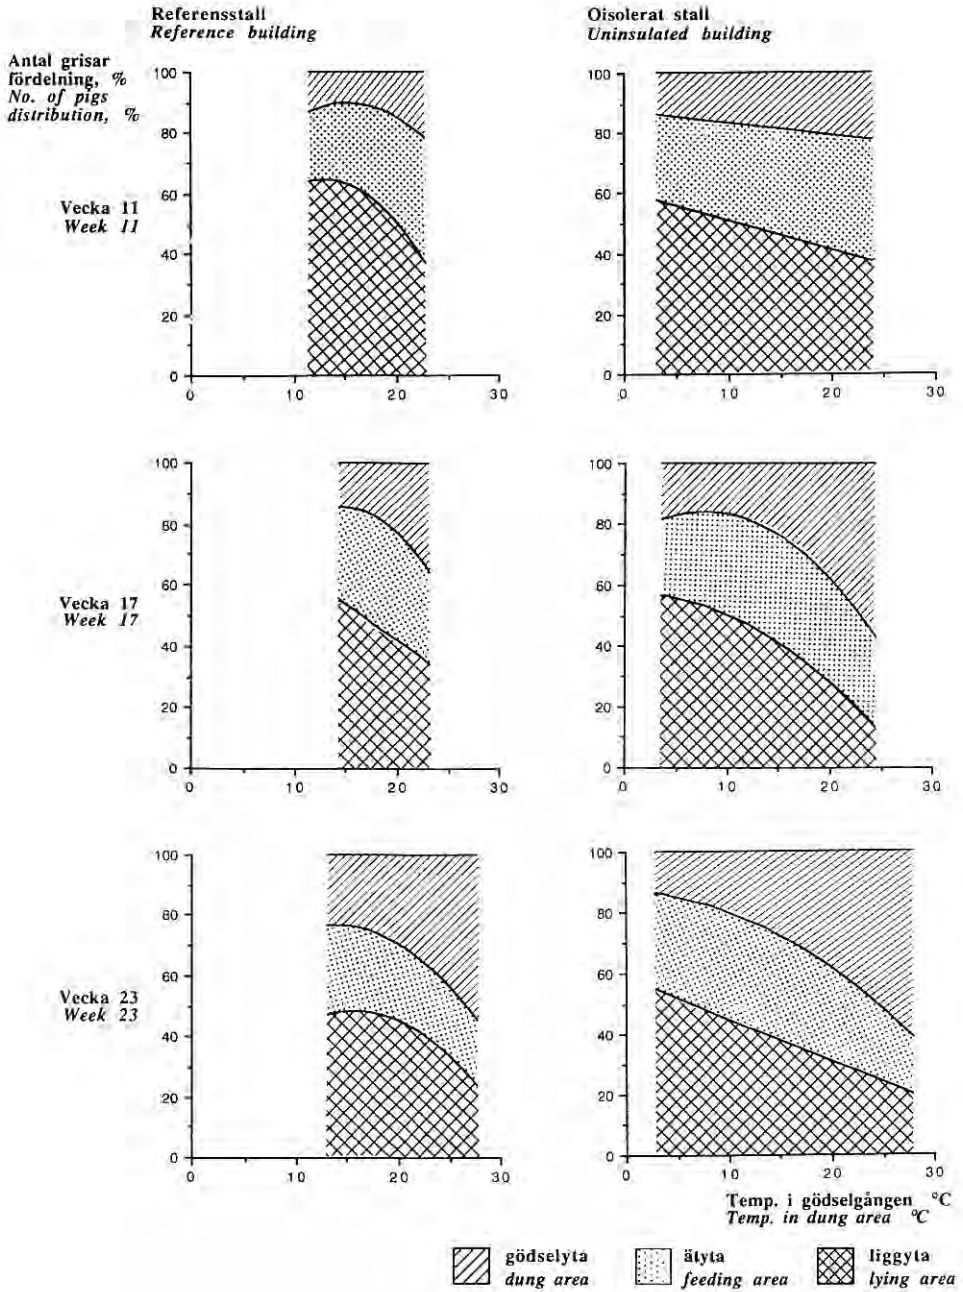 Referensstall
Reference building
Oisolerat stall
Uninsulated building
Antal grisar
fördelning, %
No. of pigs
distribution, %
100
80
60
40
20
0
0
10
20
30
100
80
60
40
20
0
0
10
20
30
Vecka 11
Week 11
100
80
60
40
20
0
0
10
20
30
100
80
60
40
20
0
0
10
20
30
Vecka 17
Week 17
100
80
60
40
20
0
0
10
20
30
100
80
60
40
20
0
0
10
20
30
Vecka 23
Week 23
Temp. i gödselgången °C
Temp. in dung area °C
gödselyta
dung area
ätyta
feeding area
liggyta
lying area